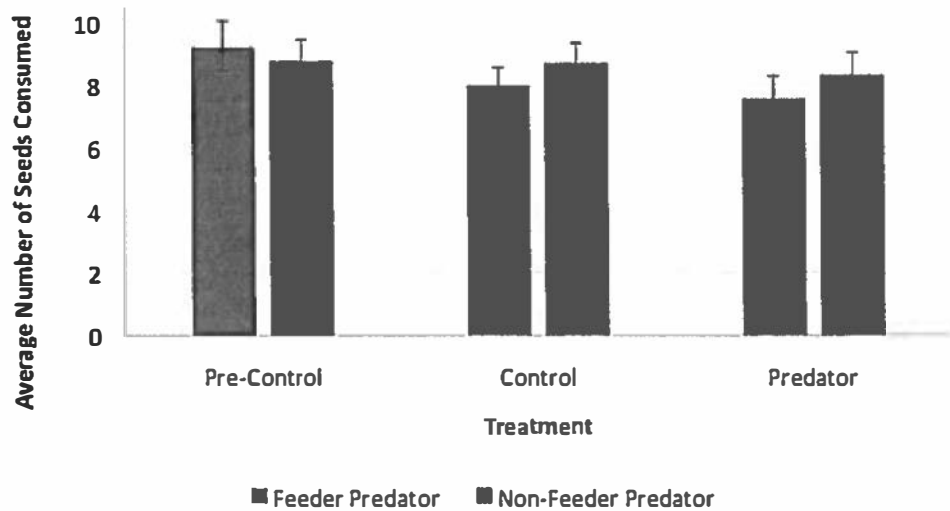 Average Number of Seeds Consumed
10
8
6
4
2
0
Pre-Control
Control
Predator
Treatment
Feeder Predator
Non-Feeder Predator